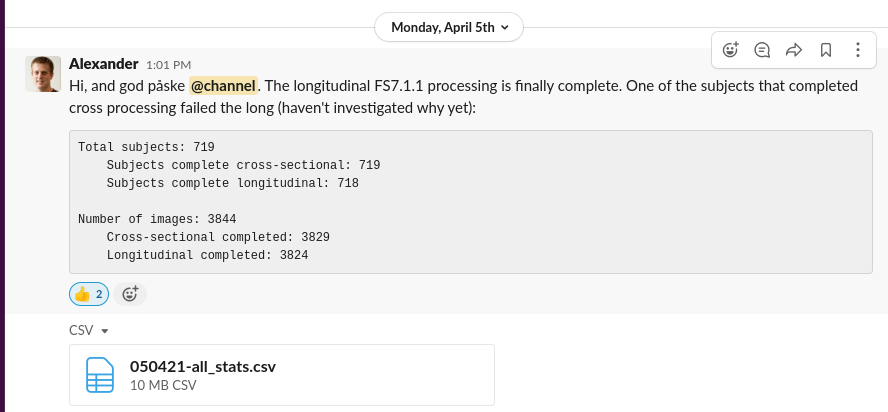 Monday, April 5th
Alexander 1:01 PM
Hi, and god påske @channel. The longitudinal FS7.1.1 processing is finally complete. One of the subjects that completed
cross processing failed the long (haven't investigated why yet):
Total subjects: 719
    Subjects complete cross-sectional: 719
    Subjects complete longitudinal: 718

Number of images: 3844
    Cross-sectional completed: 3829
    Longitudinal completed: 3824
👍 2
CSV
050421-all_stats.csv
10 MB CSV